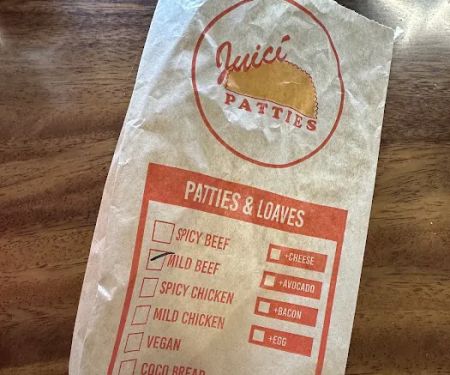 Juici
PATTIES
PATTIES & LOAVES
SPICY BEEF
MILD BEEF
SPICY CHICKEN
MILD CHICKEN
VEGAN
COCO BREAD
+CHEESE
+AVOCADO
+BACON
+EGG